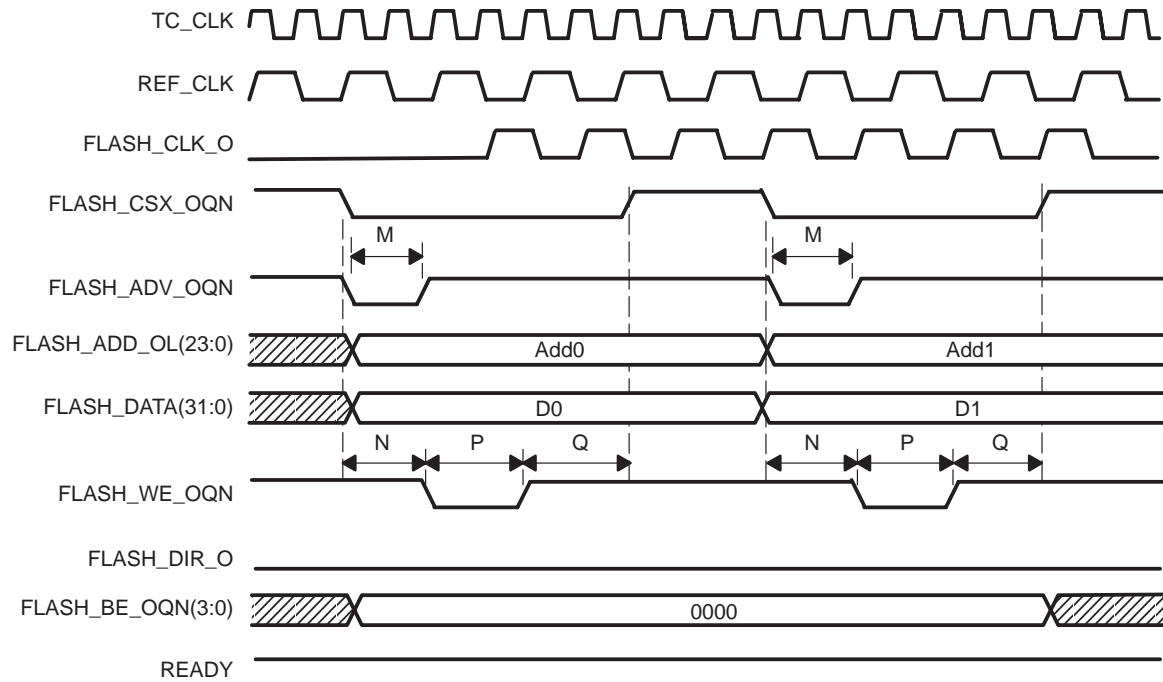 TC_CLK
REF_CLK
FLASH_CLK_O
FLASH_CSX_OQN
M M
FLASH_ADV_OQN
FLASH_ADD_OL(23:0) Add0 Add1
FLASH_DATA(31:0) D0 D1
N P Q N P Q
FLASH_WE_OQN
FLASH_DIR_O
FLASH_BE_OQN(3:0) 0000
READY